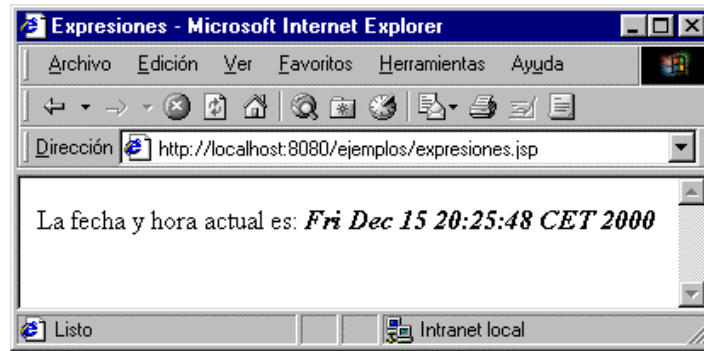 Expresiones - Microsoft Internet Explorer
Archivo Edición Ver Favoritos Herramientas Ayuda
Dirección http://localhost:8080/ejemplos/expresiones.jsp
La fecha y hora actual es: Fri Dec 15 20:25:48 CET 2000
Listo Intranet local